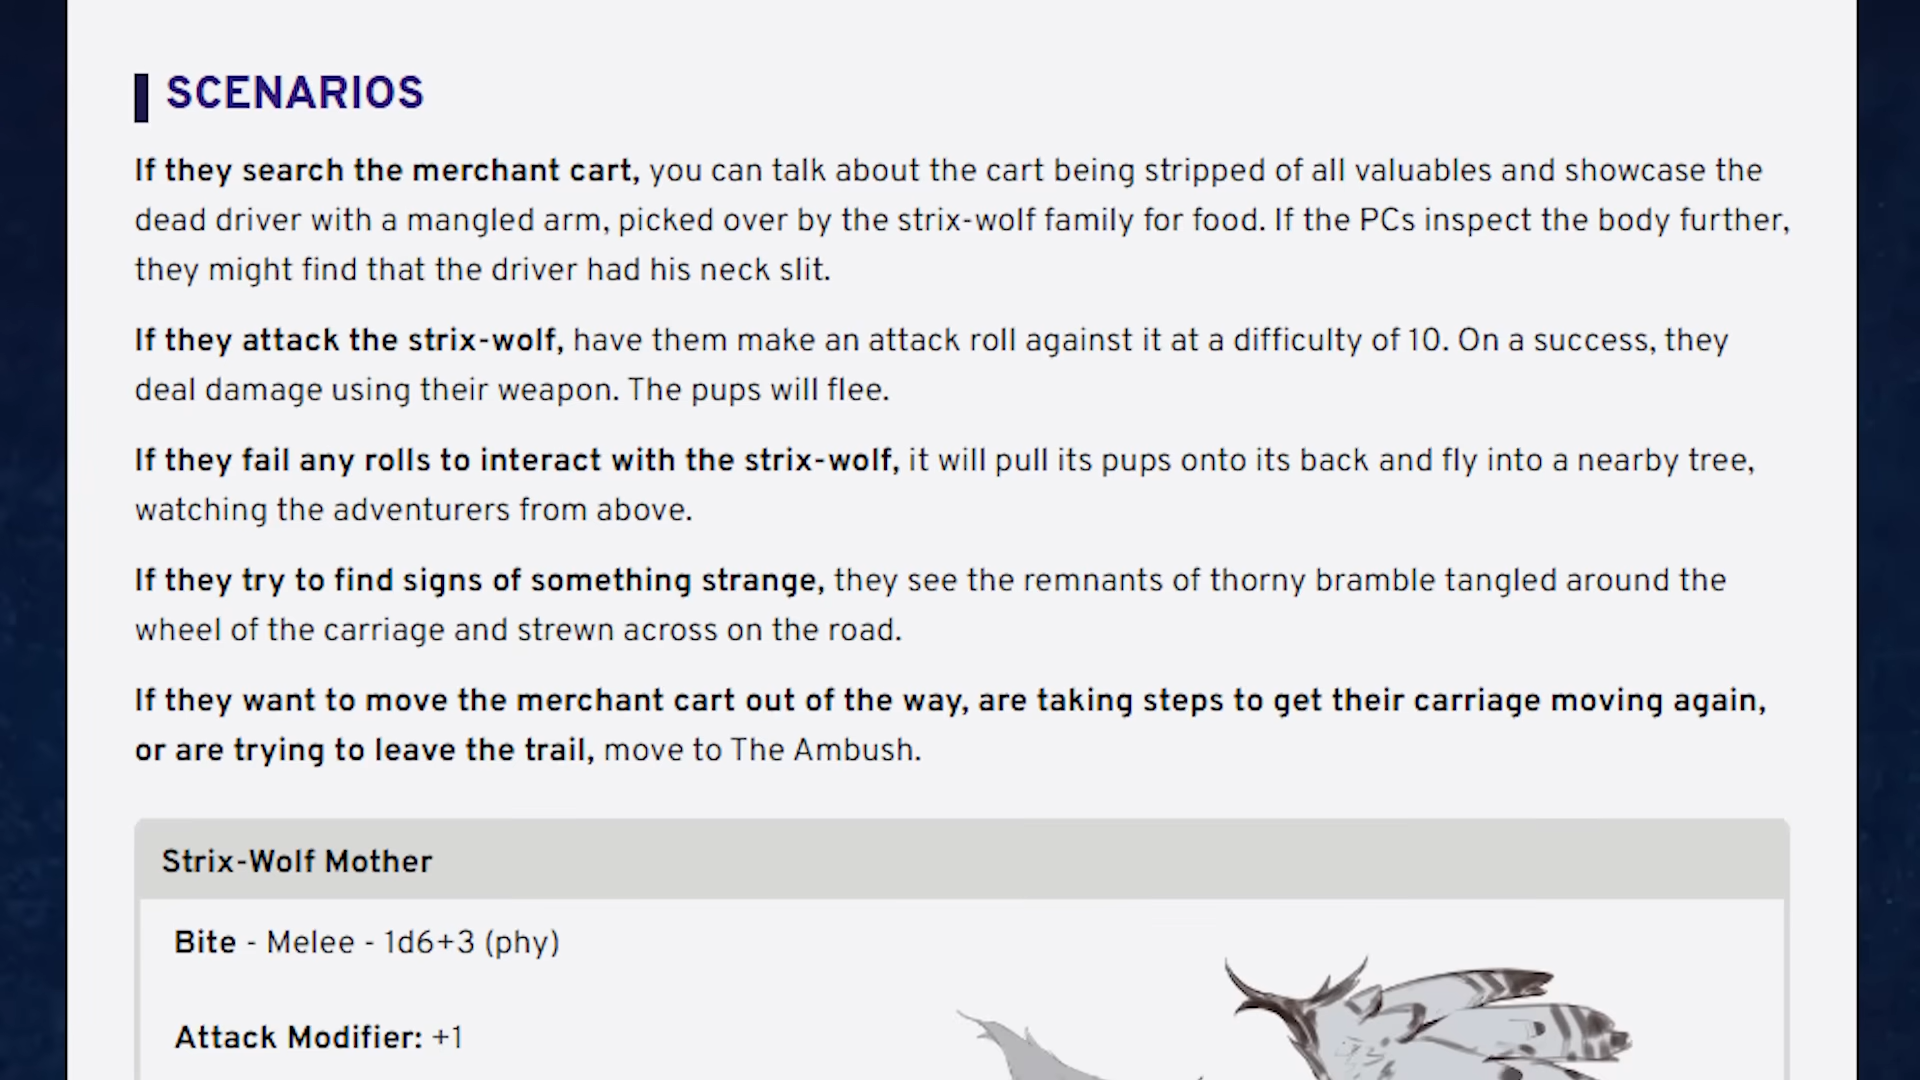 SCENARIOS
If they search the merchant cart, you can talk about the cart being stripped of all valuables and showcase the
dead driver with a mangled arm, picked over by the strix-wolf family for food. If the PCs inspect the body further,
they might find that the driver had his neck slit.
If they attack the strix-wolf, have them make an attack roll against it at a difficulty of 10. On a success, they
deal damage using their weapon. The pups will flee.
If they fail any rolls to interact with the strix-wolf, it will pull its pups onto its back and fly into a nearby tree,
watching the adventurers from above.
If they try to find signs of something strange, they see the remnants of thorny bramble tangled around the
wheel of the carriage and strewn across on the road.
If they want to move the merchant cart out of the way, are taking steps to get their carriage moving again,
or are trying to leave the trail, move to The Ambush.
Strix-Wolf Mother
Bite - Melee - 1d6+3 (phy)
Attack Modifier: +1